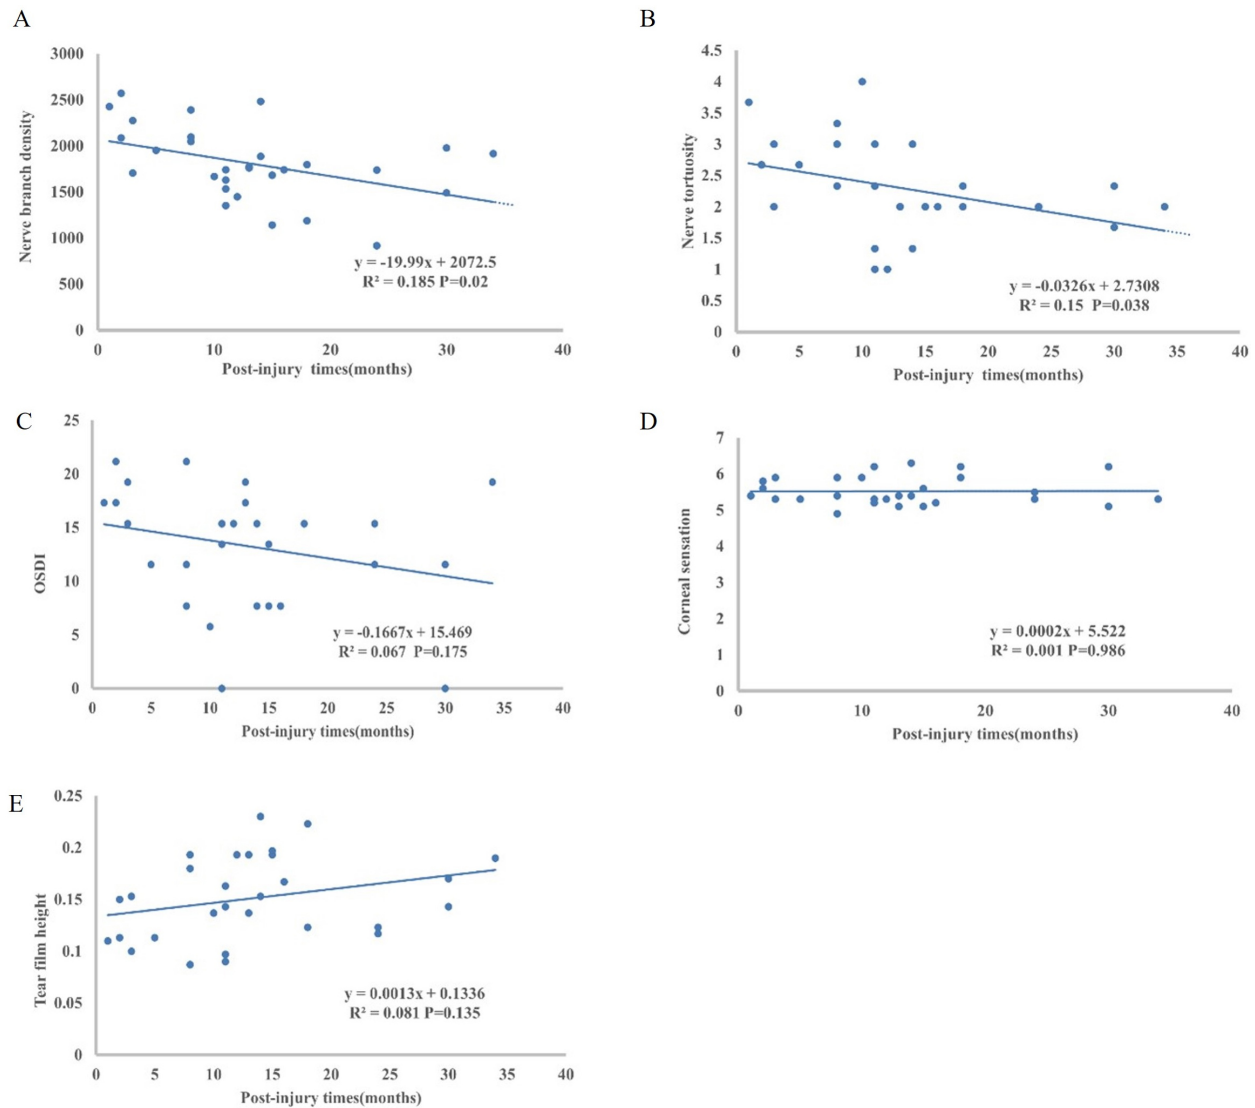 A
3000
2500
2000
1500
1000
500
0
Nerve branch density
y = -19.99x + 2072.5
R² = 0.185 P=0.02
0 10 20 30 40
Post-injury times(months)
B
4.5
4
3.5
3
2.5
2
1.5
1
0.5
0
Nerve tortuosity
y = -0.0326x + 2.7308
R² = 0.15 P=0.038
0 5 10 15 20 25 30 35 40
Post-injury times(months)
C
25
20
15
10
5
0
OSDI
y = -0.1667x + 15.469
R² = 0.067 P=0.175
0 5 10 15 20 25 30 35 40
Post-injury times(months)
D
7
6
5
4
3
2
1
0
Corneal sensation
y = 0.0002x + 5.522
R² = 0.001 P=0.986
0 10 20 30 40
Post-injury times(months)
E
0.25
0.2
0.15
0.1
0.05
0
Tear film height
y = 0.0013x + 0.1336
R² = 0.081 P=0.135
0 5 10 15 20 25 30 35 40
Post-injury times(months)